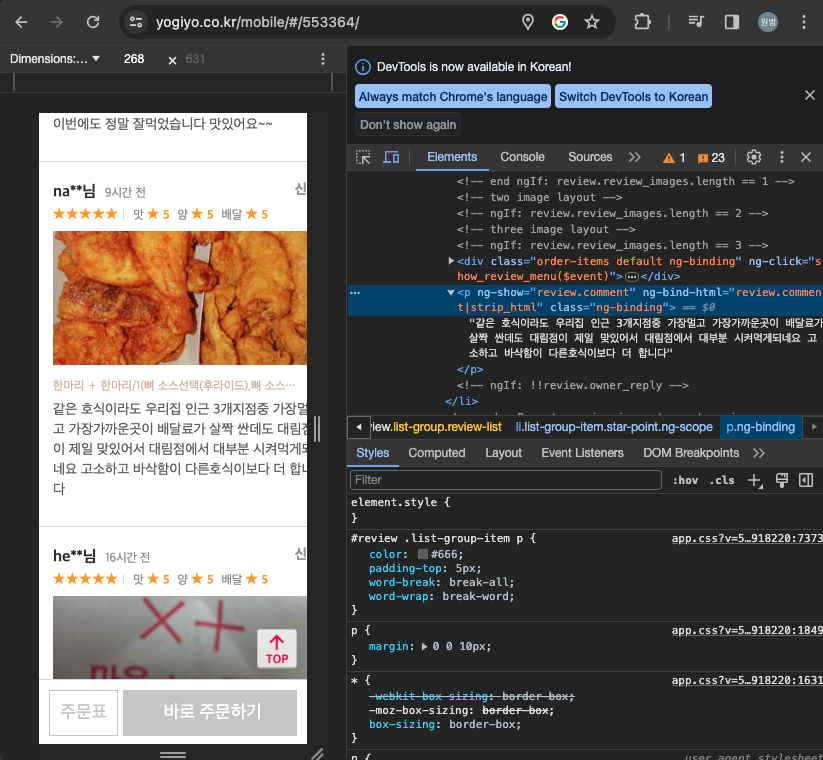 yogiyo.co.kr/mobile/#/553364/
원범
Dimensions:...
268
×
631
DevTools is now available in Korean!
Always match Chrome's language
Switch DevTools to Korean
Don't show again
Elements
Console
Sources
1
23
이번에도 정말 잘먹었습니다 맛있어요~~
na**님 9시간 전
신
★★★★★ | 맛 ★ 5 양 ★ 5 배달 ★ 5
한마리 + 한마리/1(뼈 소스선택(후라이드),뼈 소스…
같은 호식이라도 우리집 인근 3개지점중 가장멀
고 가장가까운곳이 배달료가 살짝 싼데도 대림점
이 제일 맛있어서 대림점에서 대부분 시켜먹게되
네요 고소하고 바삭함이 다른호식이보다 더 합니
다
he**님 16시간 전
신
★★★★★ | 맛 ★ 5 양 ★ 5 배달 ★ 5
TOP
주문표
바로 주문하기
<!-- end ngIf: review.review_images.length == 1 -->
<!-- two image layout -->
<!-- ngIf: review.review_images.length == 2 -->
<!-- three image layout -->
<!-- ngIf: review.review_images.length == 3 -->
<div class="order-items default ng-binding" ng-click="s
how_review_menu($event)">…</div>
<p ng-show="review.comment" ng-bind-html="review.commen
t|strip_html" class="ng-binding"> == $0
"같은 호식이라도 우리집 인근 3개지점중 가장멀고 가장가까운곳이 배달료가
살짝 싼데도 대림점이 제일 맛있어서 대림점에서 대부분 시켜먹게되네요 고
소하고 바삭함이 다른호식이보다 더 합니다"
</p>
<!-- ngIf: !!review.owner_reply -->
</li>
view.list-group.review-list
li.list-group-item.star-point.ng-scope
p.ng-binding
Styles
Computed
Layout
Event Listeners
DOM Breakpoints
Filter
:hov
.cls
element.style {
}
#review .list-group-item p {
app.css?v=5…918220:7373
color: #666;
padding-top: 5px;
word-break: break-all;
word-wrap: break-word;
}
p {
app.css?v=5…918220:1849
margin: 0 0 10px;
}
* {
app.css?v=5…918220:1631
-webkit-box-sizing: border-box;
-moz-box-sizing: border-box;
box-sizing: border-box;
}
p {
user agent stylesheet